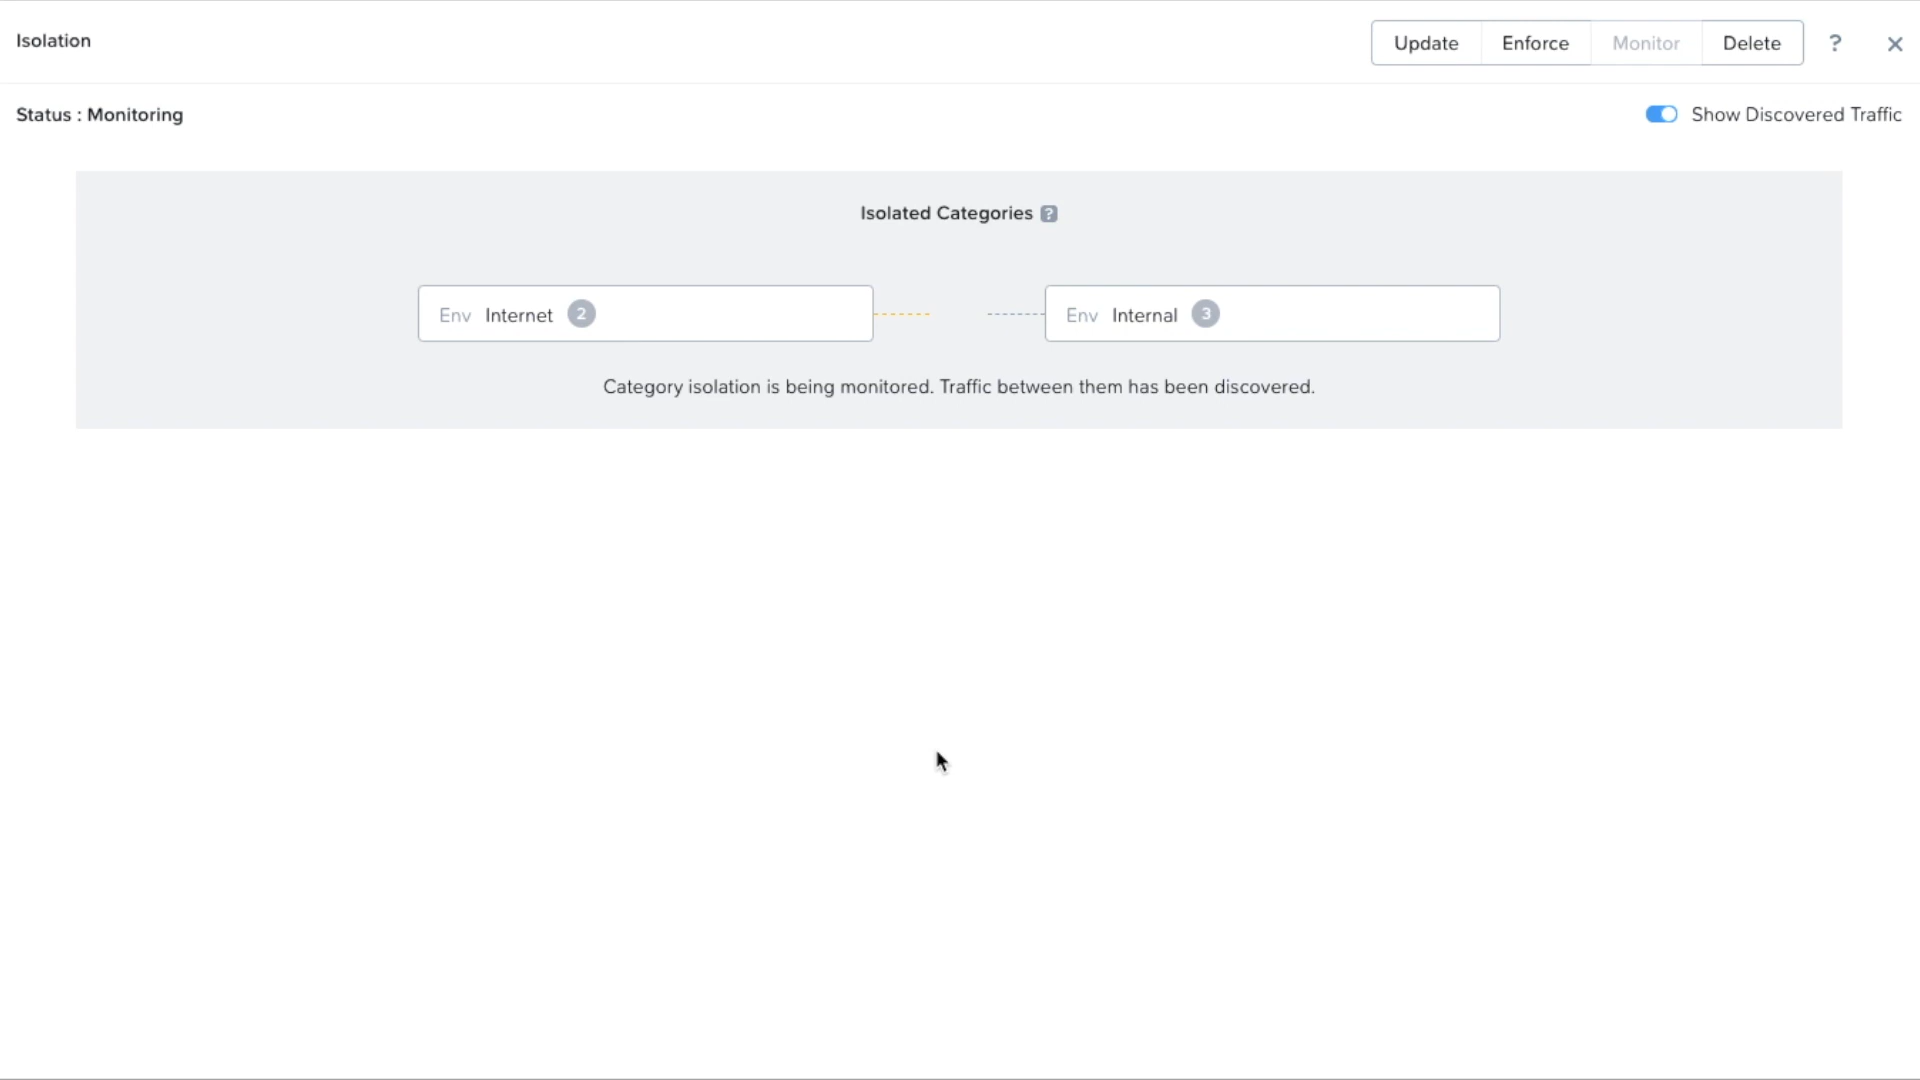 Isolation
Update Enforce Monitor Delete ? ×
Status : Monitoring
Show Discovered Traffic
Isolated Categories ?
Env Internet 2
Env Internal 3
Category isolation is being monitored. Traffic between them has been discovered.